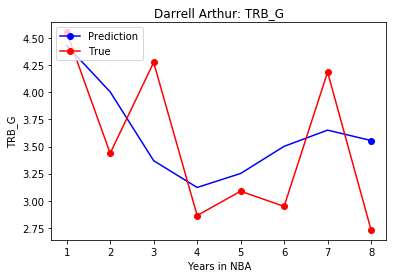 Darrell Arthur: TRB_G
Prediction
True
4.50
4.25
4.00
3.75
3.50
3.25
3.00
2.75
TRB_G
1 2 3 4 5 6 7 8
Years in NBA